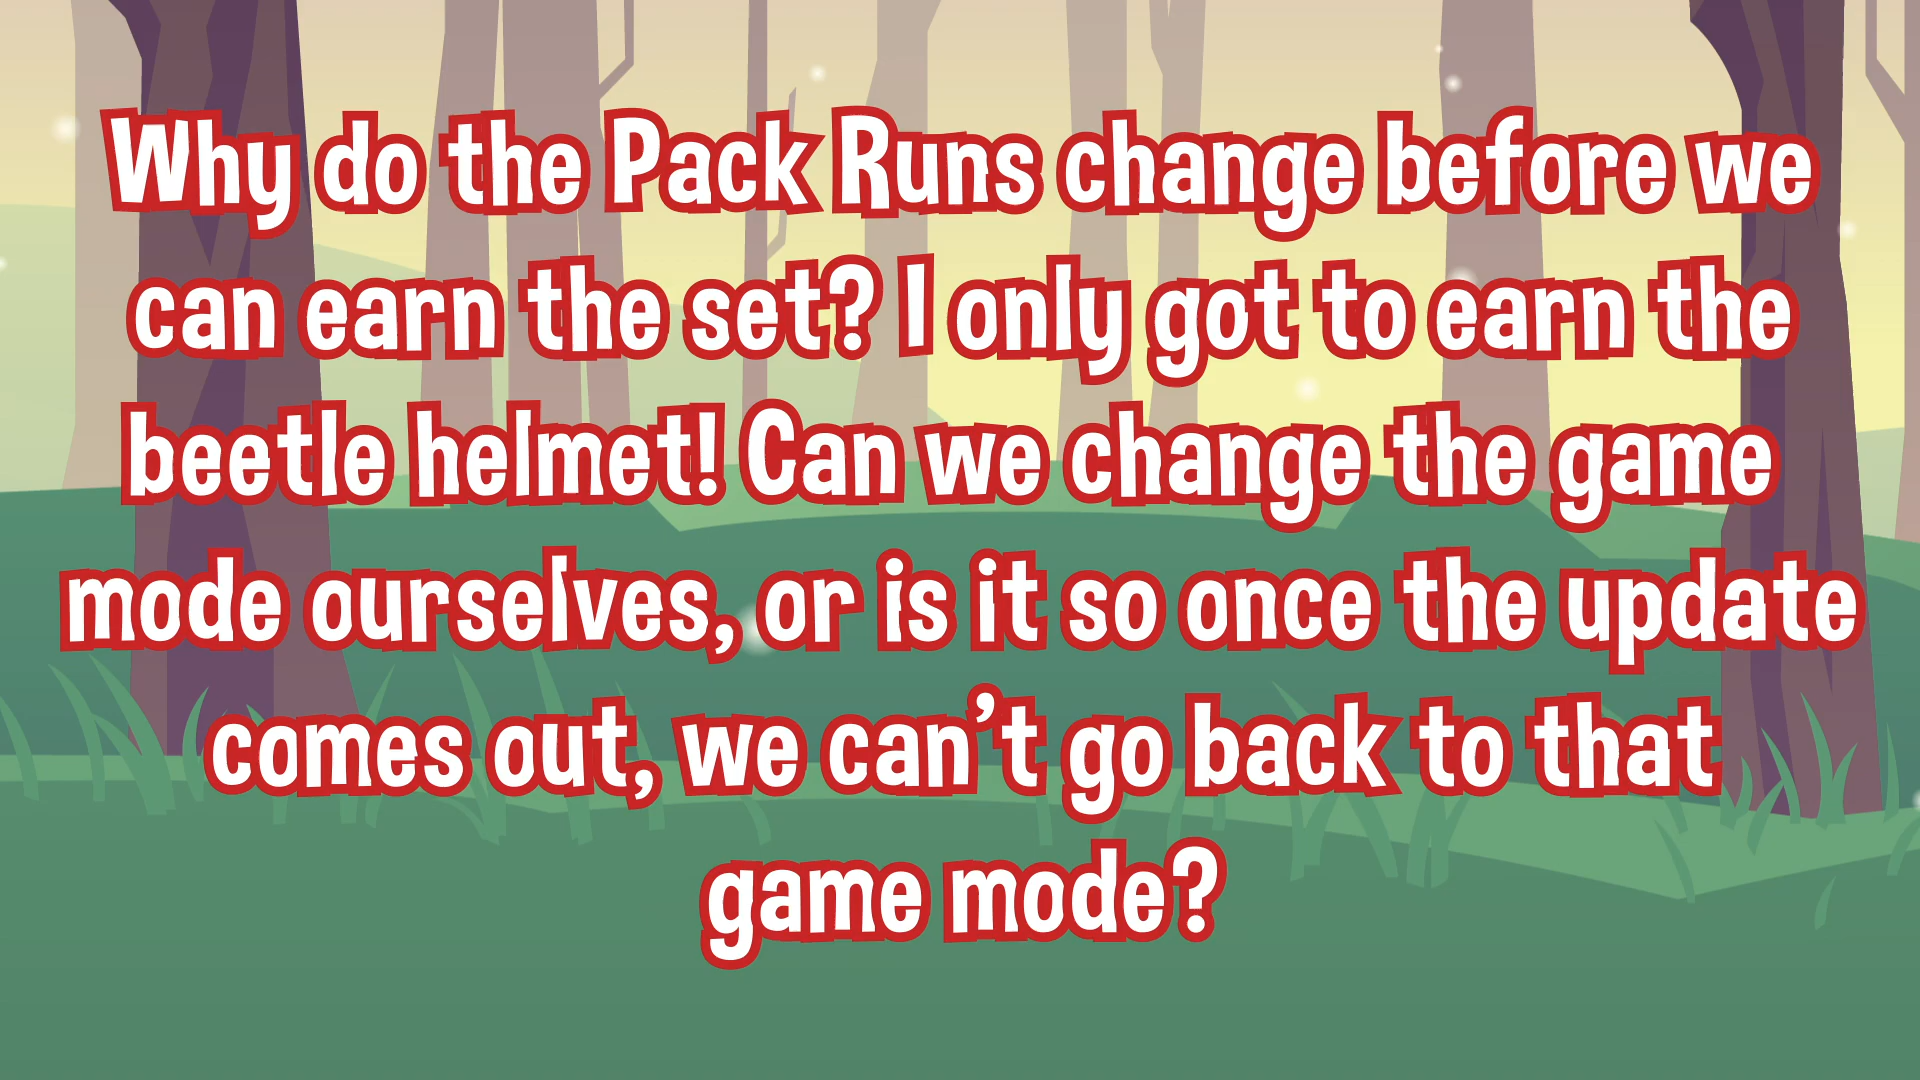 Why do the Pack Runs change before we
can earn the set? I only got to earn the
beetle helmet! Can we change the game
mode ourselves, or is it so once the update
comes out, we can't go back to that
game mode?